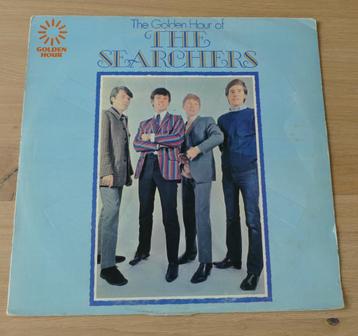 The Golden Hour of
THE
SEARCHERS
GOLDEN
HOUR